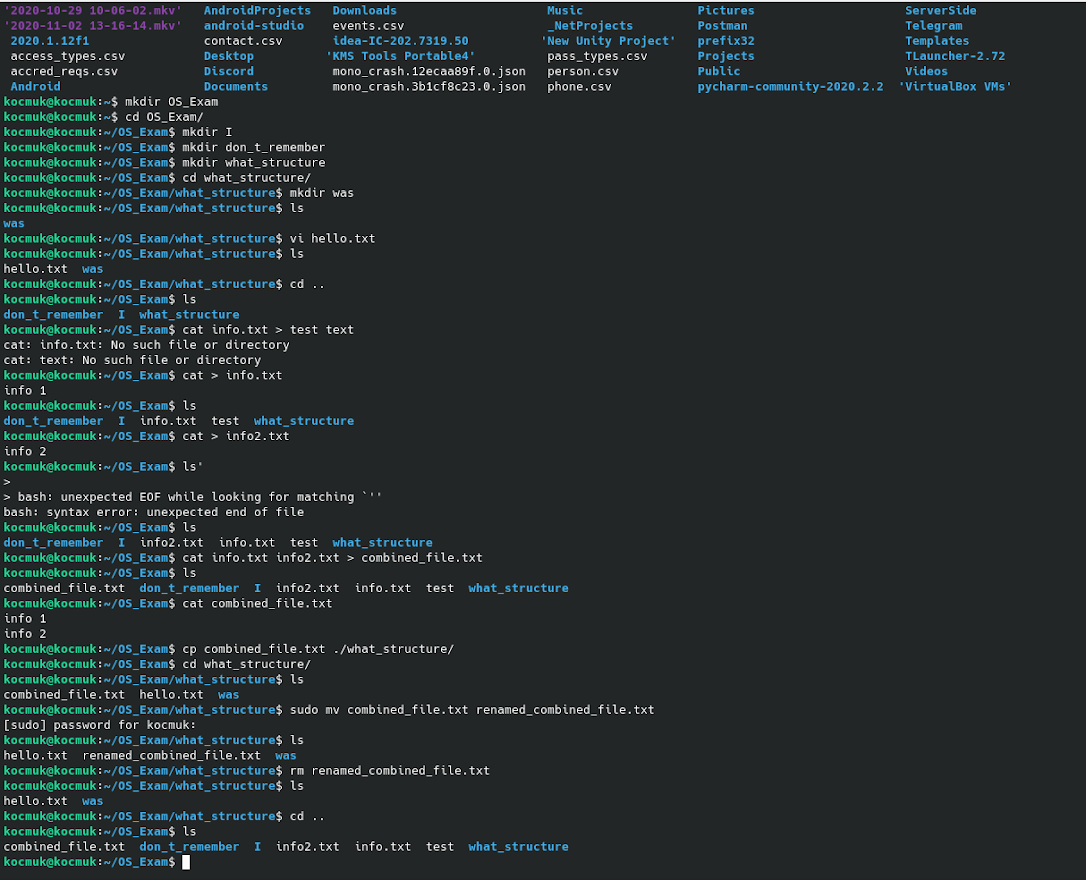 '2020-10-29 10-06-02.mkv'   AndroidProjects   Downloads                     Music                Pictures                 ServerSide
'2020-11-02 13-16-14.mkv'   android-studio    events.csv                    _NetProjects         Postman                  Telegram
 2020.1.12f1                contact.csv       idea-IC-202.7319.50          'New Unity Project'   prefix32                 Templates
 access_types.csv           Desktop          'KMS Tools Portable4'          pass_types.csv       Projects                 TLauncher-2.72
 accred_reqs.csv            Discord           mono_crash.12ecaa89f.0.json   person.csv           Public                   Videos
 Android                    Documents         mono_crash.3b1cf8c23.0.json   phone.csv            pycharm-community-2020.2.2  'VirtualBox VMs'
kocmuk@kocmuk:~$ mkdir OS_Exam
kocmuk@kocmuk:~$ cd OS_Exam/
kocmuk@kocmuk:~/OS_Exam$ mkdir I
kocmuk@kocmuk:~/OS_Exam$ mkdir don_t_remember
kocmuk@kocmuk:~/OS_Exam$ mkdir what_structure
kocmuk@kocmuk:~/OS_Exam$ cd what_structure/
kocmuk@kocmuk:~/OS_Exam/what_structure$ mkdir was
kocmuk@kocmuk:~/OS_Exam/what_structure$ ls
was
kocmuk@kocmuk:~/OS_Exam/what_structure$ vi hello.txt
kocmuk@kocmuk:~/OS_Exam/what_structure$ ls
hello.txt  was
kocmuk@kocmuk:~/OS_Exam/what_structure$ cd ..
kocmuk@kocmuk:~/OS_Exam$ ls
don_t_remember  I  what_structure
kocmuk@kocmuk:~/OS_Exam$ cat info.txt > test text
cat: info.txt: No such file or directory
cat: text: No such file or directory
kocmuk@kocmuk:~/OS_Exam$ cat > info.txt
info 1
kocmuk@kocmuk:~/OS_Exam$ ls
don_t_remember  I  info.txt  test  what_structure
kocmuk@kocmuk:~/OS_Exam$ cat > info2.txt
info 2
kocmuk@kocmuk:~/OS_Exam$ ls'
>
> bash: unexpected EOF while looking for matching `''
bash: syntax error: unexpected end of file
kocmuk@kocmuk:~/OS_Exam$ ls
don_t_remember  I  info2.txt  info.txt  test  what_structure
kocmuk@kocmuk:~/OS_Exam$ cat info.txt info2.txt > combined_file.txt
kocmuk@kocmuk:~/OS_Exam$ ls
combined_file.txt  don_t_remember  I  info2.txt  info.txt  test  what_structure
kocmuk@kocmuk:~/OS_Exam$ cat combined_file.txt
info 1
info 2
kocmuk@kocmuk:~/OS_Exam$ cp combined_file.txt ./what_structure/
kocmuk@kocmuk:~/OS_Exam$ cd what_structure/
kocmuk@kocmuk:~/OS_Exam/what_structure$ ls
combined_file.txt  hello.txt  was
kocmuk@kocmuk:~/OS_Exam/what_structure$ sudo mv combined_file.txt renamed_combined_file.txt
[sudo] password for kocmuk:
kocmuk@kocmuk:~/OS_Exam/what_structure$ ls
hello.txt  renamed_combined_file.txt  was
kocmuk@kocmuk:~/OS_Exam/what_structure$ rm renamed_combined_file.txt
kocmuk@kocmuk:~/OS_Exam/what_structure$ ls
hello.txt  was
kocmuk@kocmuk:~/OS_Exam/what_structure$ cd ..
kocmuk@kocmuk:~/OS_Exam$ ls
combined_file.txt  don_t_remember  I  info2.txt  info.txt  test  what_structure
kocmuk@kocmuk:~/OS_Exam$